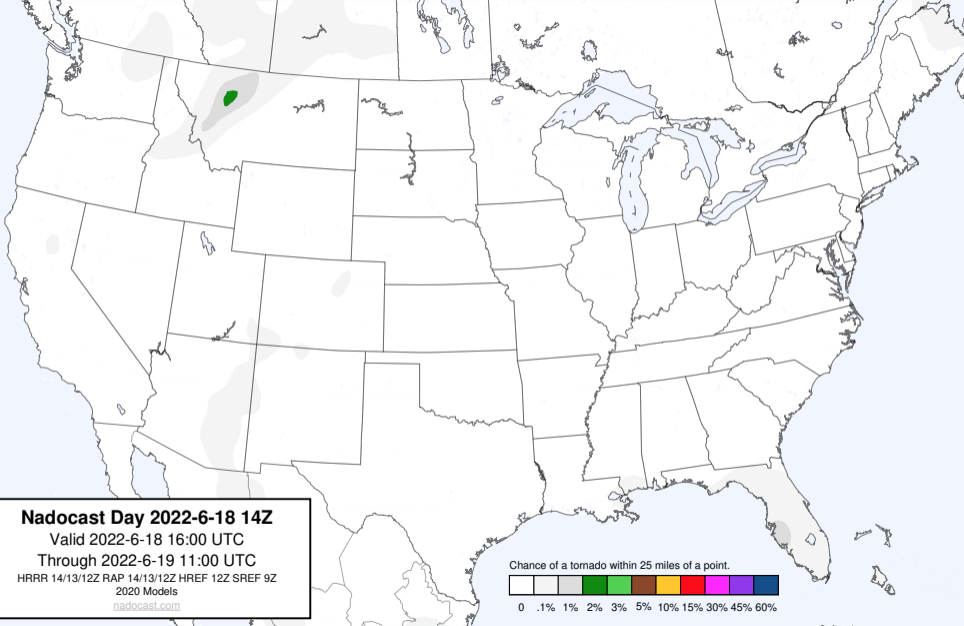 Nadocast Day 2022-6-18 14Z
Valid 2022-6-18 16:00 UTC
Through 2022-6-19 11:00 UTC
HRRR 14/13/12Z RAP 14/13/12Z HREF 12Z SREF 9Z
2020 Models
nadocast.com
Chance of a tornado within 25 miles of a point.
0 .1% 1% 2% 3% 5% 10% 15% 30% 45% 60%